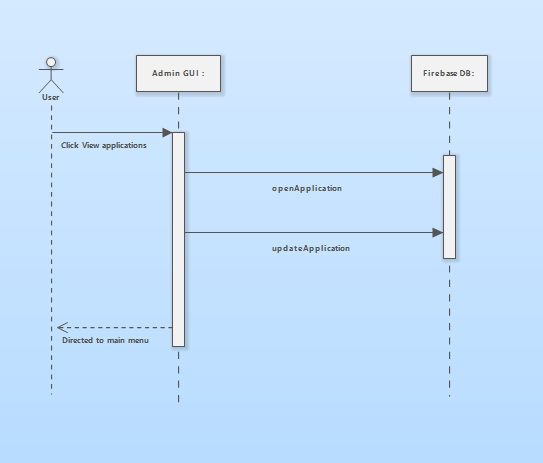 Admin GUI :
Firebase DB:
User
Click View applications
openApplication
updateApplication
Directed to main menu